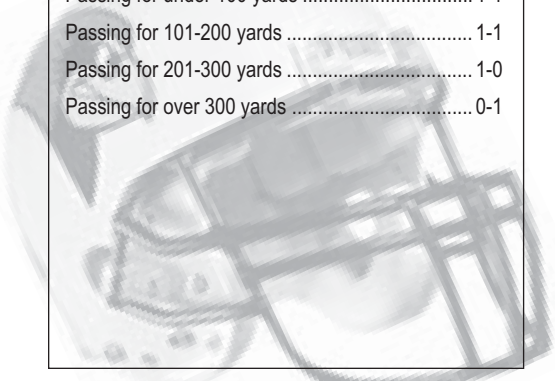 Passing for 101-200 yards .................................... 1-1
Passing for 201-300 yards .................................... 1-0
Passing for over 300 yards ................................... 0-1